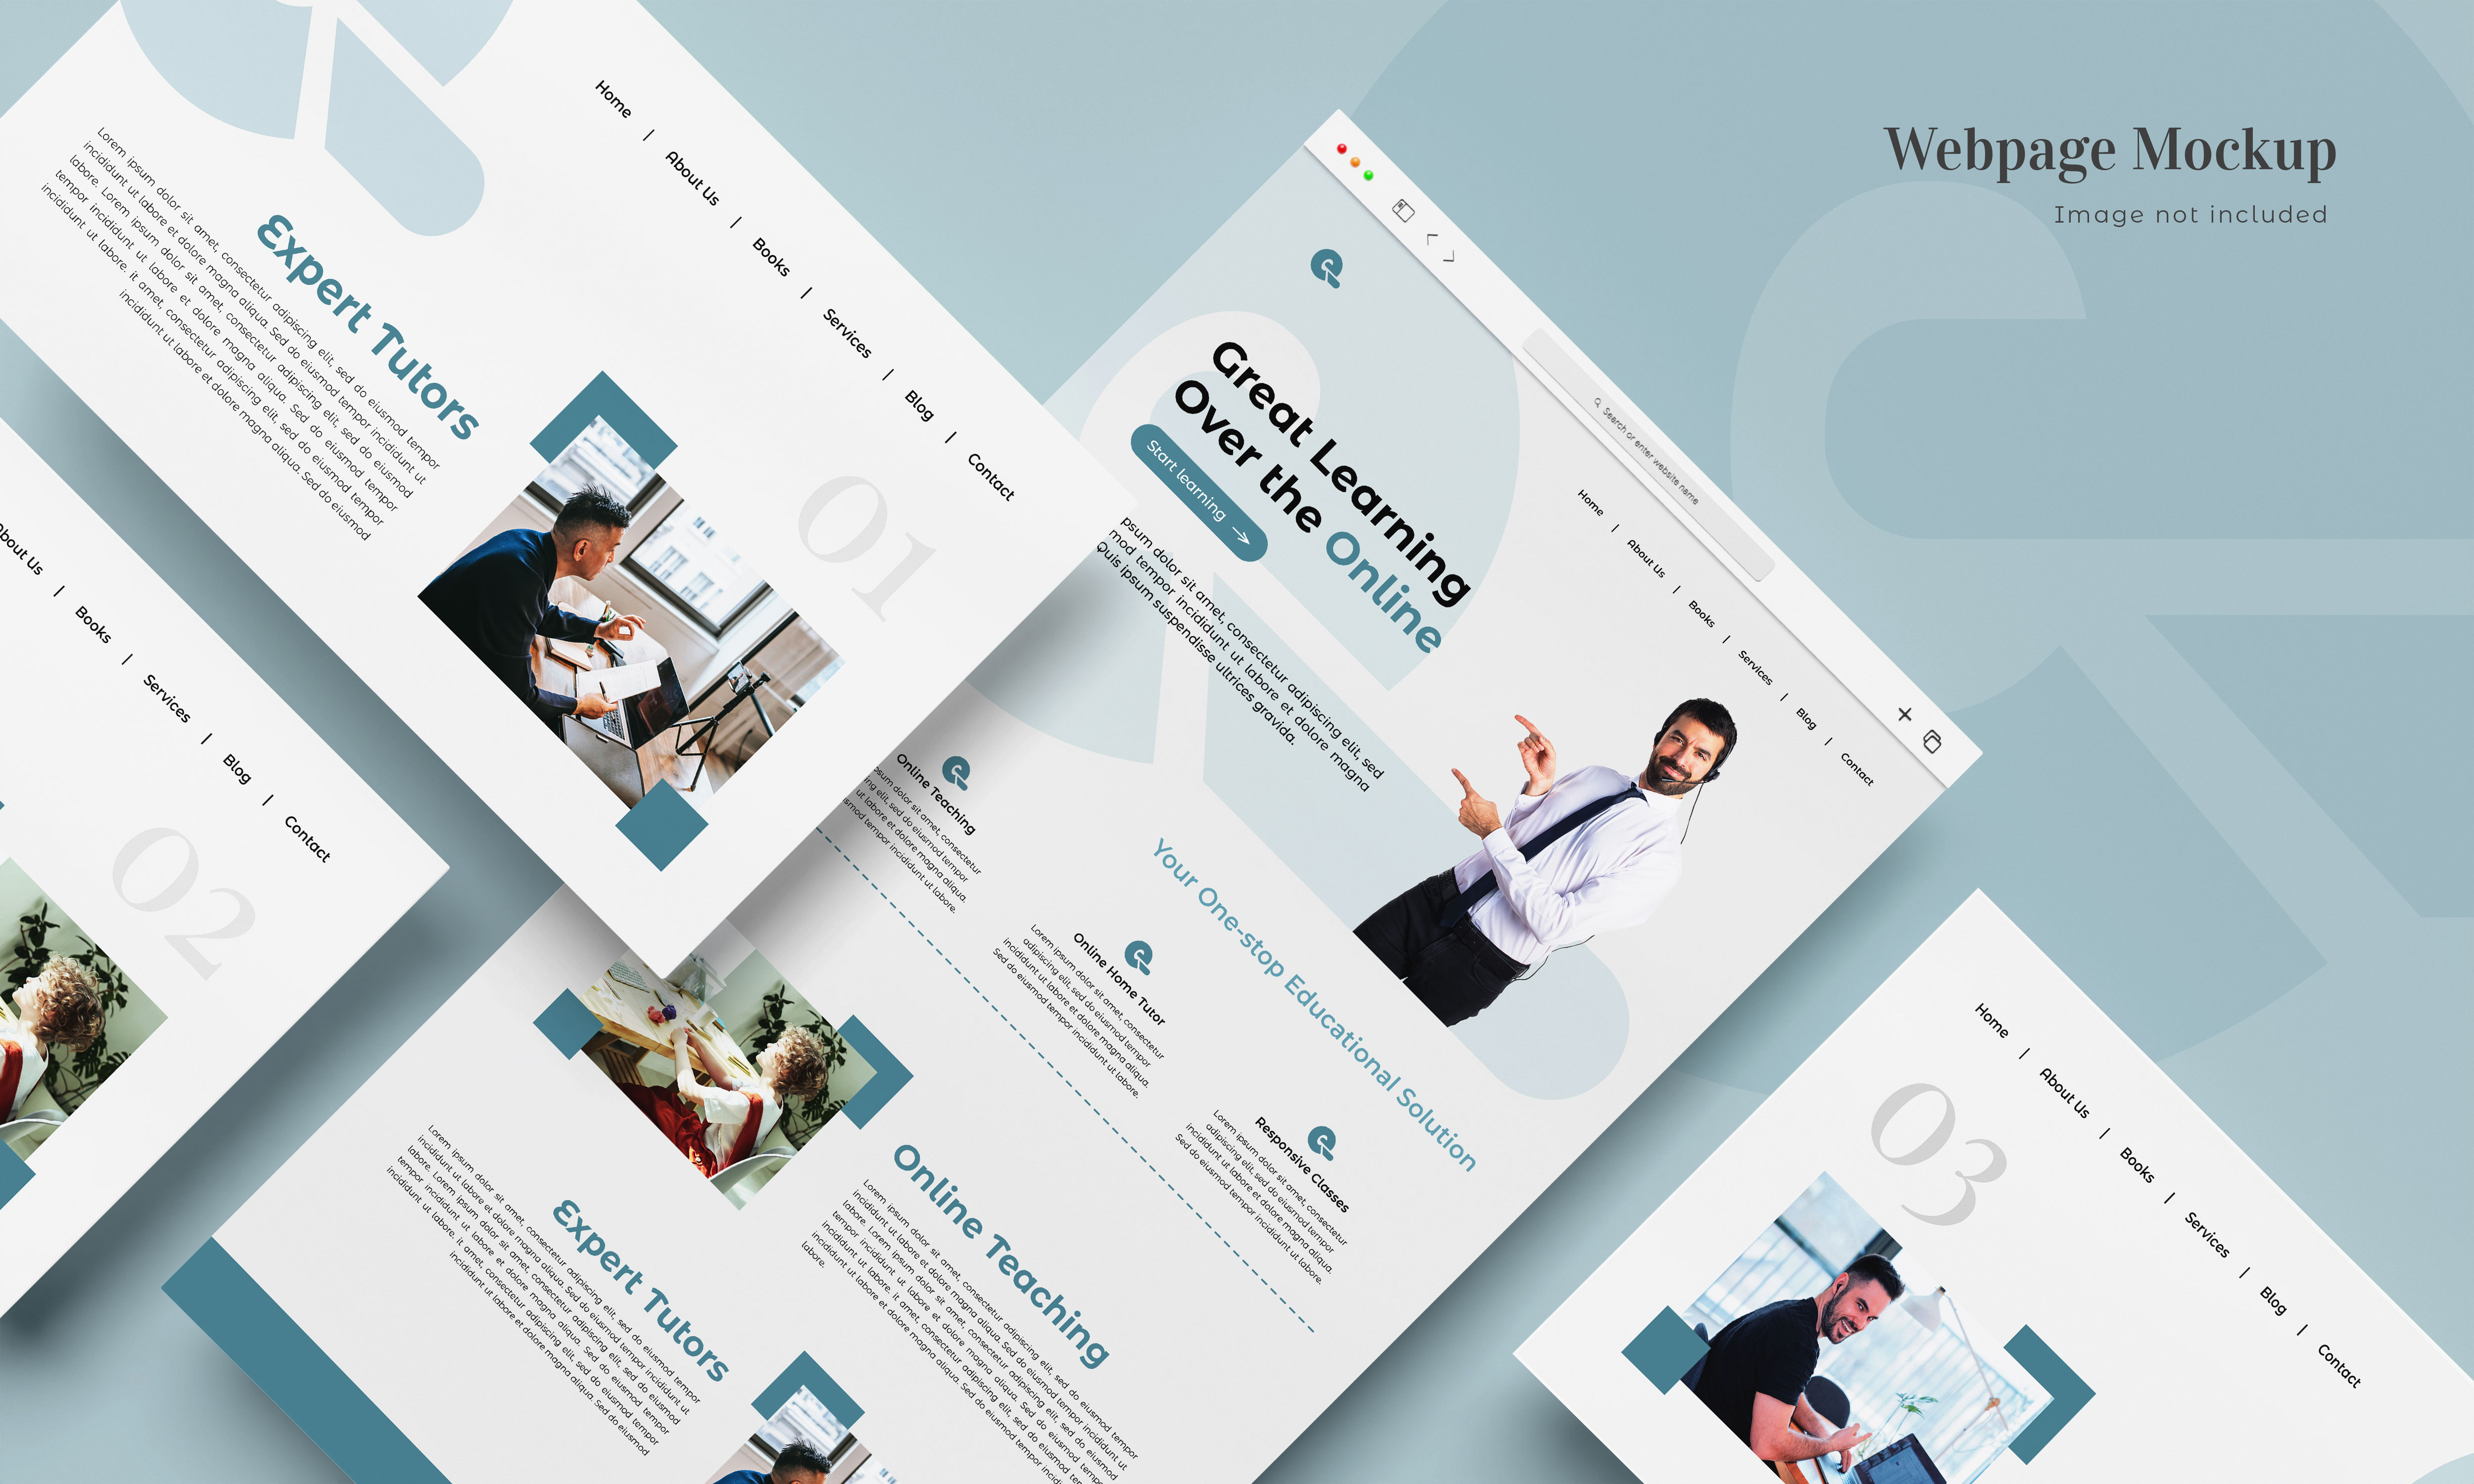 Webpage Mockup
Image not included
Home | About Us | Books | Services | Blog | Contact
01
Expert Tutors
Lorem ipsum dolor sit amet, consectetur adipiscing elit, sed do eiusmod tempor
incididunt ut labore et dolore magna aliqua. Sed do eiusmod tempor incididunt ut
labore. Lorem ipsum dolor sit amet, consectetur adipiscing elit, sed do eiusmod
tempor incididunt ut labore et dolore magna aliqua. Sed do eiusmod tempor
incididunt ut labore. it amet, consectetur adipiscing elit, sed do eiusmod tempor
incididunt ut labore et dolore magna aliqua. Sed do eiusmod
bout Us | Books | Services | Blog | Contact
02
Search or enter website name
Home | About Us | Books | Services | Blog | Contact
Great Learning
Over the Online
Start learning
psum dolor sit amet, consectetur adipiscing elit, sed
mod tempor incididunt ut labore et dolore magna
Quis ipsum suspendisse ultrices gravida.
Your One-stop Educational Solution
Online Teaching
psum dolor sit amet, consectetur
ng elit, sed do eiusmod tempor
ut labore et dolore magna aliqua.
smod tempor incididunt ut labore.
Online Home Tutor
Lorem ipsum dolor sit amet, consectetur
adipiscing elit, sed do eiusmod tempor
incididunt ut labore et dolore magna aliqua.
Sed do eiusmod tempor incididunt ut labore.
Responsive Classes
Lorem ipsum dolor sit amet, consectetur
adipiscing elit, sed do eiusmod tempor
incididunt ut labore et dolore magna aliqua.
Sed do eiusmod tempor incididunt ut labore.
Online Teaching
Lorem ipsum dolor sit amet, consectetur adipiscing elit, sed do eiusmod tempor
incididunt ut labore et dolore magna aliqua. Sed do eiusmod tempor incididunt ut
labore. Lorem ipsum dolor sit amet, consectetur adipiscing elit, sed do eiusmod
tempor incididunt ut labore et dolore magna aliqua. Sed do eiusmod tempor
incididunt ut labore. it amet, consectetur adipiscing elit, sed do eiusmod
incididunt ut labore et dolore magna aliqua. Sed do eiusmod tempor
labore.
Expert Tutors
Lorem ipsum dolor sit amet, consectetur adipiscing elit, sed do eiusmod tempor
incididunt ut labore et dolore magna aliqua. Sed do eiusmod tempor incididunt ut
labore. Lorem ipsum dolor sit amet, consectetur adipiscing elit, sed do eiusmod
tempor incididunt ut labore et dolore magna aliqua. Sed do eiusmod tempor
incididunt ut labore. it amet, consectetur adipiscing elit, sed do eiusmod tempor
incididunt ut labore et dolore magna aliqua. Sed do eiusmod
Home | About Us | Books | Services | Blog | Contact
03